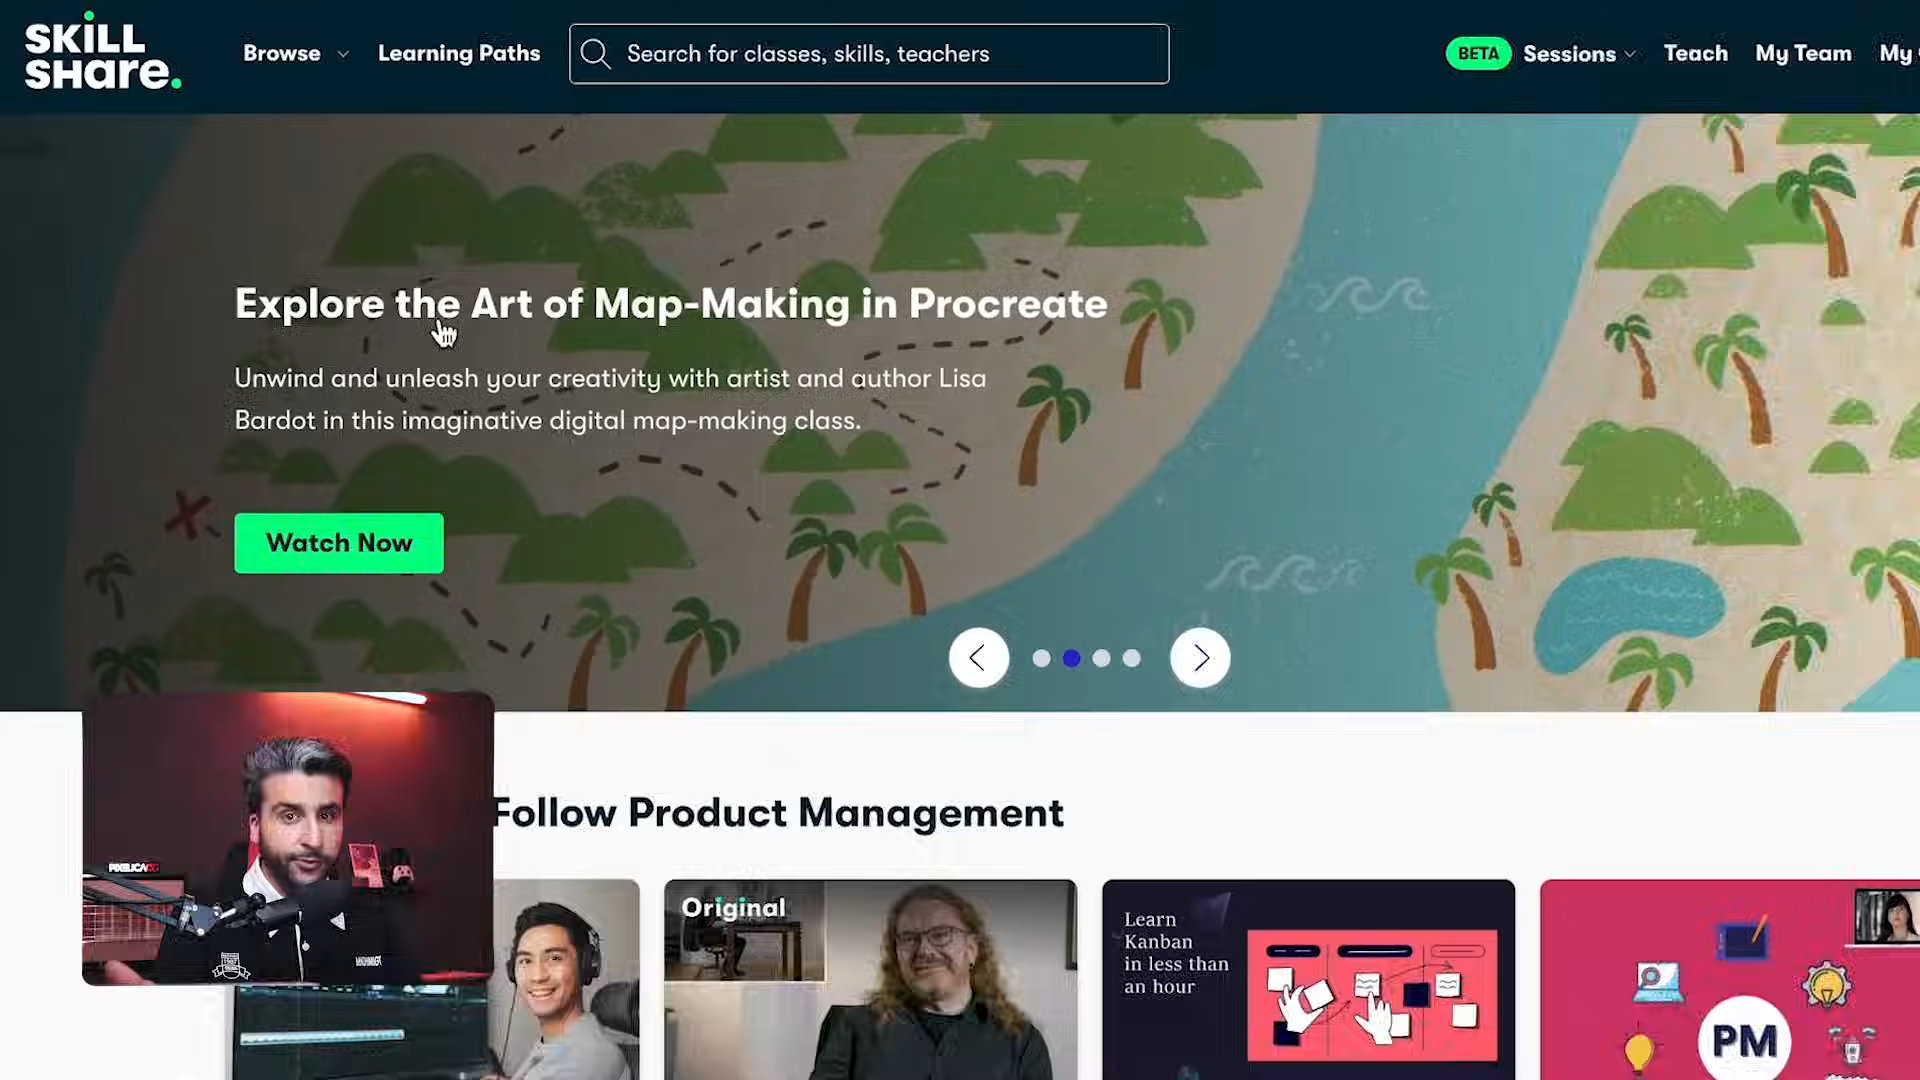 SKILL
SHare.
Browse
Learning Paths
Search for classes, skills, teachers
BETA
Sessions
Teach
My Team
My
Explore the Art of Map-Making in Procreate
Unwind and unleash your creativity with artist and author Lisa
Bardot in this imaginative digital map-making class.
Watch Now
Follow Product Management
PIXELICACG
Original
Learn
Kanban
in less than
an hour
PM